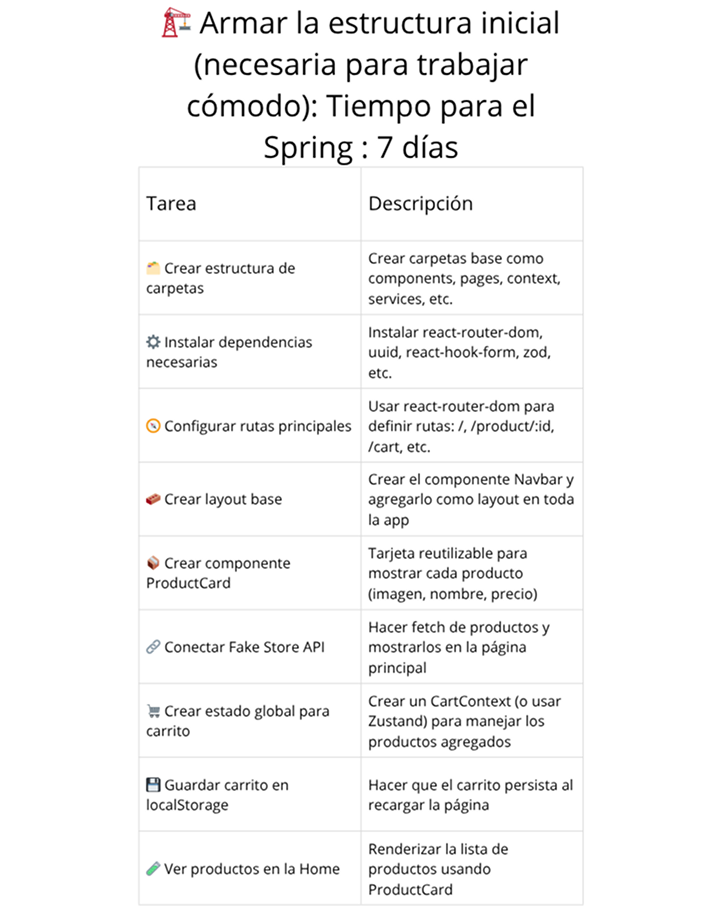 🏗️ Armar la estructura inicial
(necesaria para trabajar
cómodo): Tiempo para el
Spring : 7 días
Tarea
Descripción
🗂️ Crear estructura de
carpetas
Crear carpetas base como
components, pages, context,
services, etc.
⚙️ Instalar dependencias
necesarias
Instalar react-router-dom,
uuid, react-hook-form, zod,
etc.
🧭 Configurar rutas principales
Usar react-router-dom para
definir rutas: /, /product/:id,
/cart, etc.
🧱 Crear layout base
Crear el componente Navbar y
agregarlo como layout en toda
la app
📦 Crear componente
ProductCard
Tarjeta reutilizable para
mostrar cada producto
(imagen, nombre, precio)
🔗 Conectar Fake Store API
Hacer fetch de productos y
mostrarlos en la página
principal
🛒 Crear estado global para
carrito
Crear un CartContext (o usar
Zustand) para manejar los
productos agregados
💾 Guardar carrito en
localStorage
Hacer que el carrito persista al
recargar la página
🧪 Ver productos en la Home
Renderizar la lista de
productos usando
ProductCard